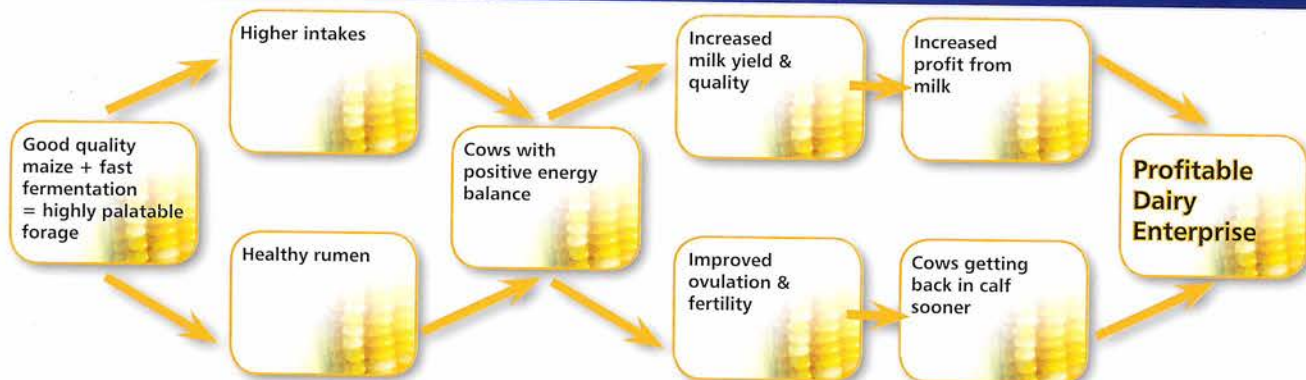 Good quality
maize + fast
fermentation
= highly palatable
forage
Higher intakes
Healthy rumen
Cows with
positive energy
balance
Increased
milk yield &
quality
Increased
profit from
milk
Improved
ovulation &
fertility
Cows getting
back in calf
sooner
Profitable
Dairy
Enterprise